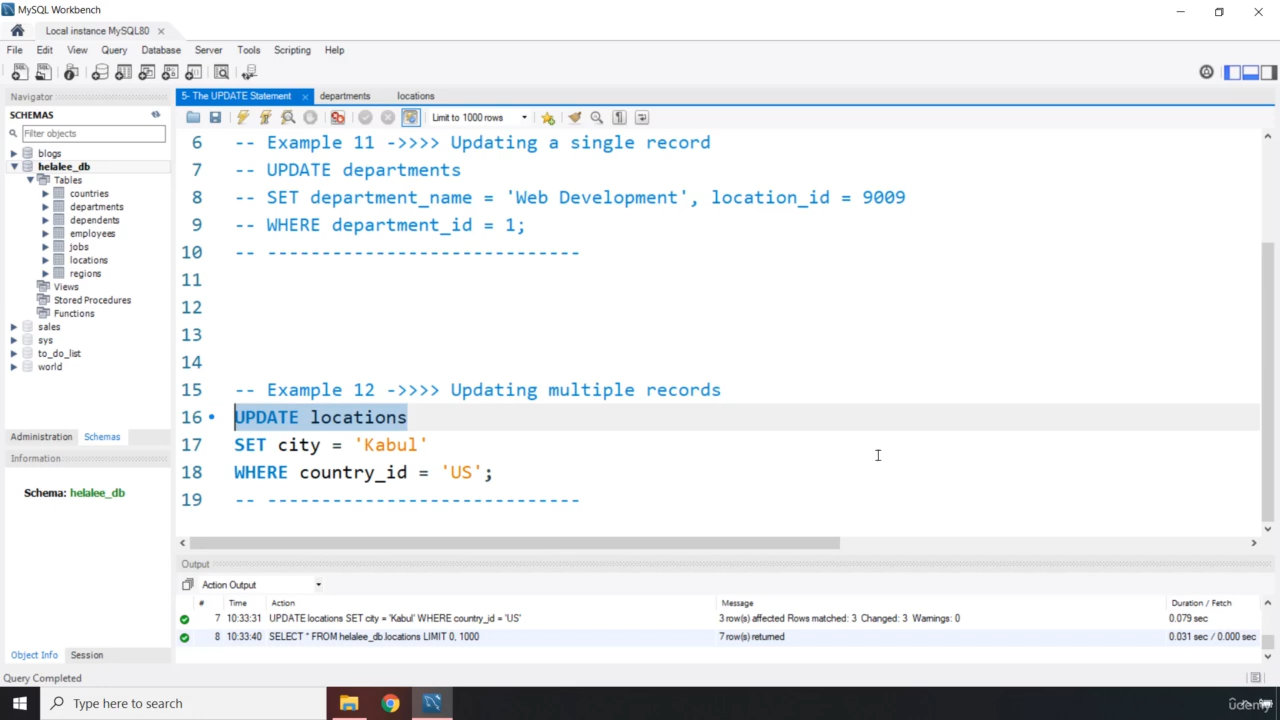 MySQL Workbench
Local instance MySQL80
File Edit View Query Database Server Tools Scripting Help
Navigator
SCHEMAS
Filter objects
blogs
helalee_db
Tables
countries
departments
dependents
employees
jobs
locations
regions
Views
Stored Procedures
Functions
sales
sys
to_do_list
world
Administration Schemas
Information
Schema: helalee_db
Object Info Session
5- The UPDATE Statement departments locations
Limit to 1000 rows
6 -- Example 11 ->>>> Updating a single record
7 -- UPDATE departments
8 -- SET department_name = 'Web Development', location_id = 9009
9 -- WHERE department_id = 1;
10 -- -----------------------------
11
12
13
14
15 -- Example 12 ->>>> Updating multiple records
16 UPDATE locations
17 SET city = 'Kabul'
18 WHERE country_id = 'US';
19 -- -----------------------------
Output
Action Output
# Time Action Message Duration / Fetch
7 10:33:31 UPDATE locations SET city = 'Kabul' WHERE country_id = 'US' 3 row(s) affected Rows matched: 3 Changed: 3 Warnings: 0 0.079 sec
8 10:33:40 SELECT * FROM helalee_db.locations LIMIT 0, 1000 7 row(s) returned 0.031 sec / 0.000 sec
Query Completed
Type here to search
udemy